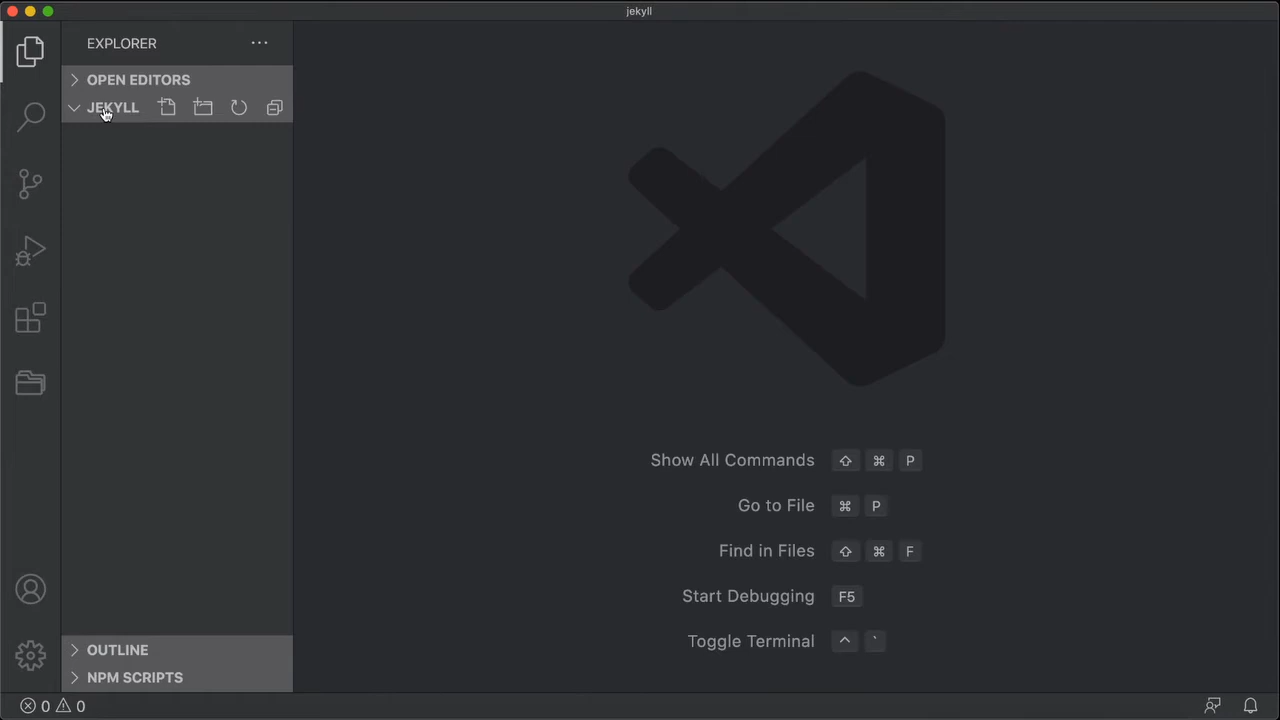 jekyll
EXPLORER
OPEN EDITORS
JEKYLL
Show All Commands ⇧ ⌘ P
Go to File ⌘ P
Find in Files ⇧ ⌘ F
Start Debugging F5
Toggle Terminal ^ `
OUTLINE
NPM SCRIPTS
0 0